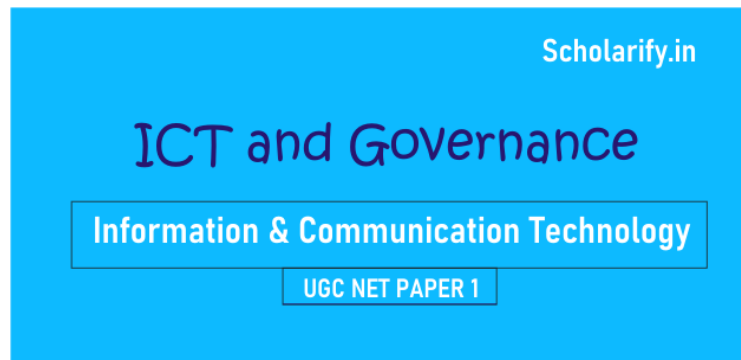 Scholarify.in
ICT and Governance
Information & Communication Technology
UGC NET PAPER 1